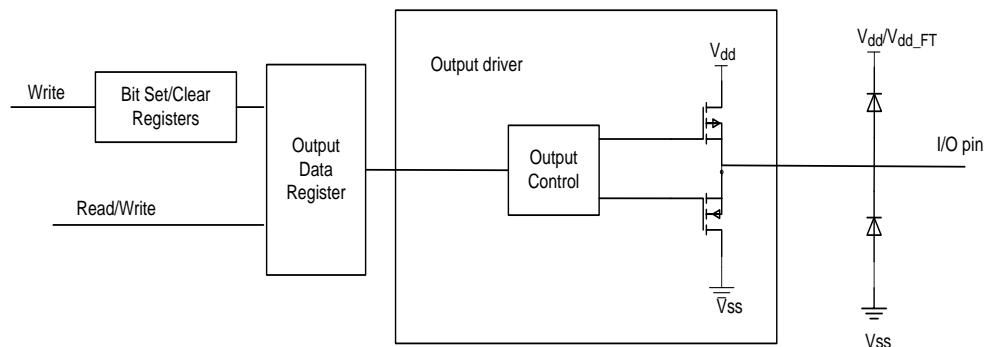 Write
Bit Set/Clear
Registers
Read/Write
Output
Data
Register
Output driver
Output
Control
Vdd
Vss
Vdd/Vdd_FT
I/O pin
Vss